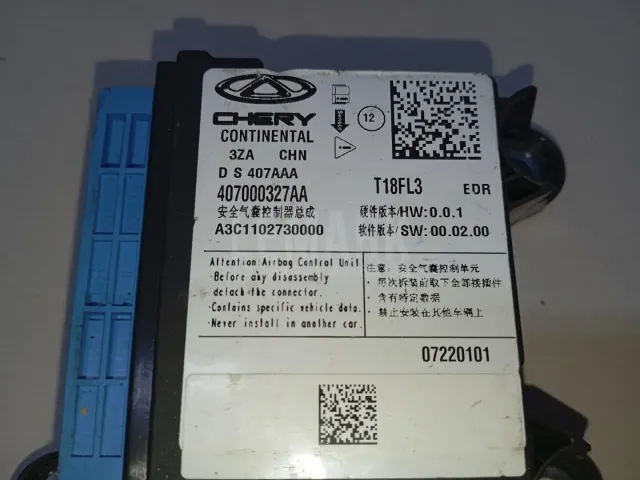 CHERY
CONTINENTAL
3ZA CHN
D S 407AAA
407000327AA
安全气囊控制器总成
A3C1102730000
Sensor
12
T18FL3 EDR
硬件版本/HW:0.0.1
软件版本/SW:00.02.00
Attention:Airbag Control Unit
·Before any disassembly
detach the connector.
·Contains specific vehicle data.
·Never install in another car.
注意: 安全气囊控制单元
·每次拆装前取下全部接插件
·含有特定数据
·禁止安装在其他车辆上
07220101